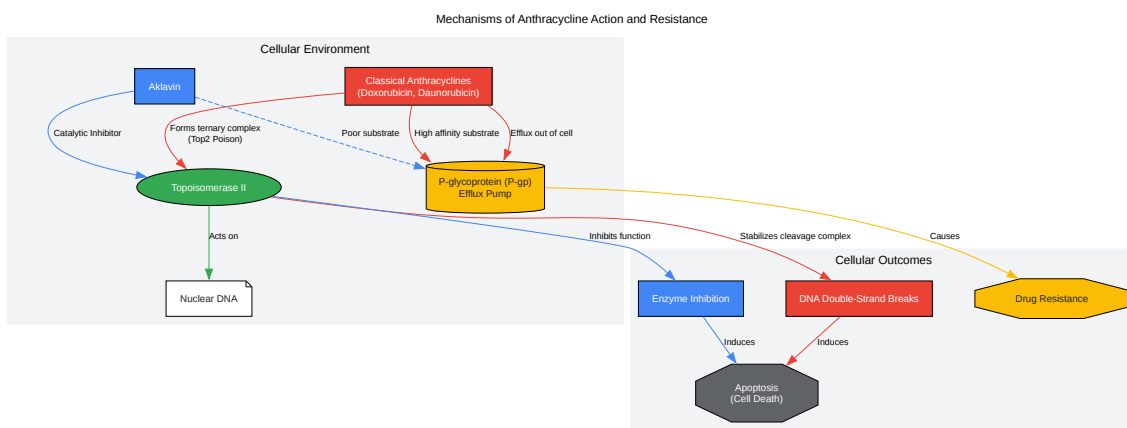 Mechanisms of Anthracycline Action and Resistance
Cellular Environment
Aklavin
Classical Anthracyclines
(Doxorubicin, Daunorubicin)
Catalytic Inhibitor
Forms ternary complex
(Top2 Poison)
Poor substrate
High affinity substrate
Efflux out of cell
Topoisomerase II
P-glycoprotein (P-gp)
Efflux Pump
Acts on
Inhibits function
Stabilizes cleavage complex
Causes
Cellular Outcomes
Nuclear DNA
Enzyme Inhibition
DNA Double-Strand Breaks
Drug Resistance
Induces
Induces
Apoptosis
(Cell Death)